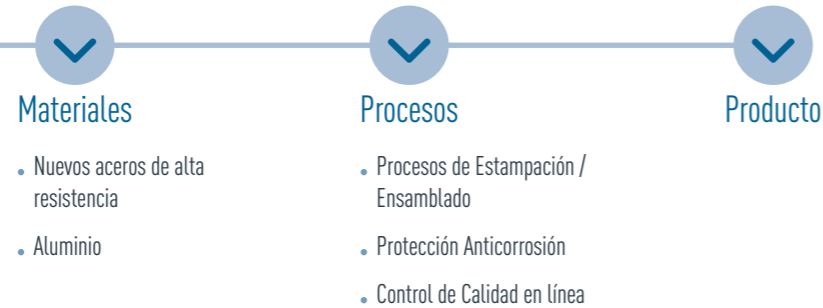 Materiales
Nuevos aceros de alta
resistencia
Aluminio
Procesos
Procesos de Estampación /
Ensamblado
Protección Anticorrosión
Control de Calidad en línea
Producto